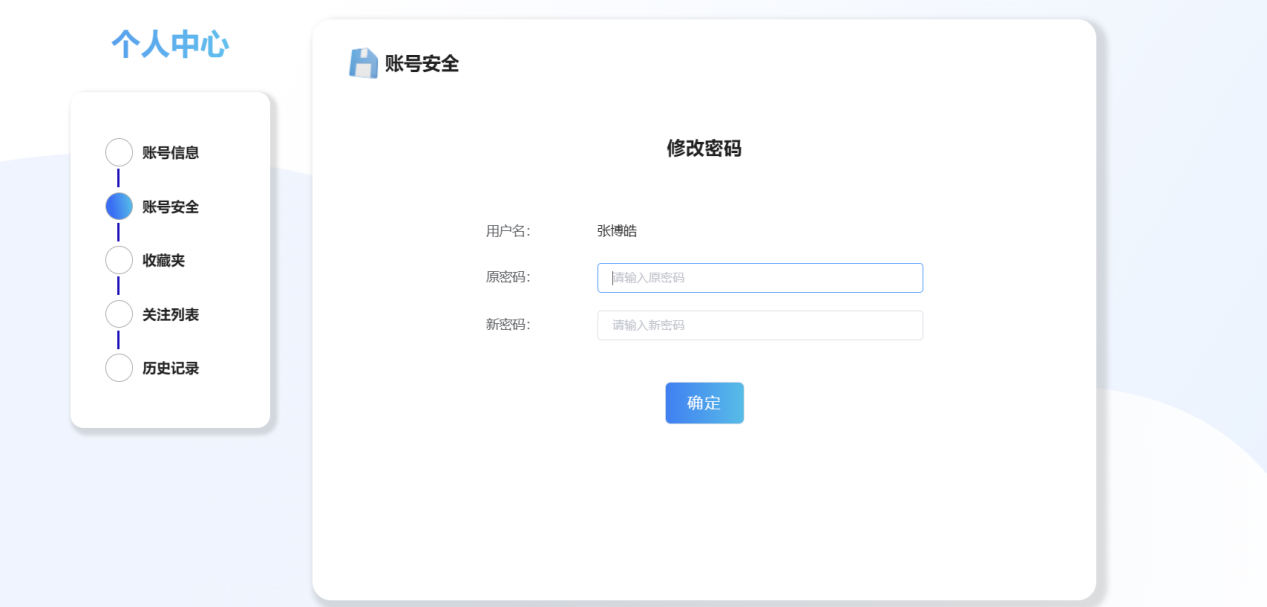 个人中心
账号信息
账号安全
收藏夹
关注列表
历史记录
账号安全
修改密码
用户名： 张博皓
原密码： 请输入原密码
新密码： 请输入新密码
确定